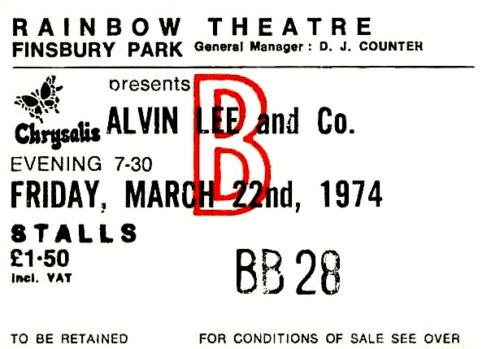 RAINBOW THEATRE
FINSBURY PARK General Manager: D. J. COUNTER
presents
Chrysalis ALVIN LEE and Co.
B
EVENING 7-30
FRIDAY, MARCH 22nd, 1974
STALLS
£1·50
incl. VAT
BB 28
TO BE RETAINED FOR CONDITIONS OF SALE SEE OVER